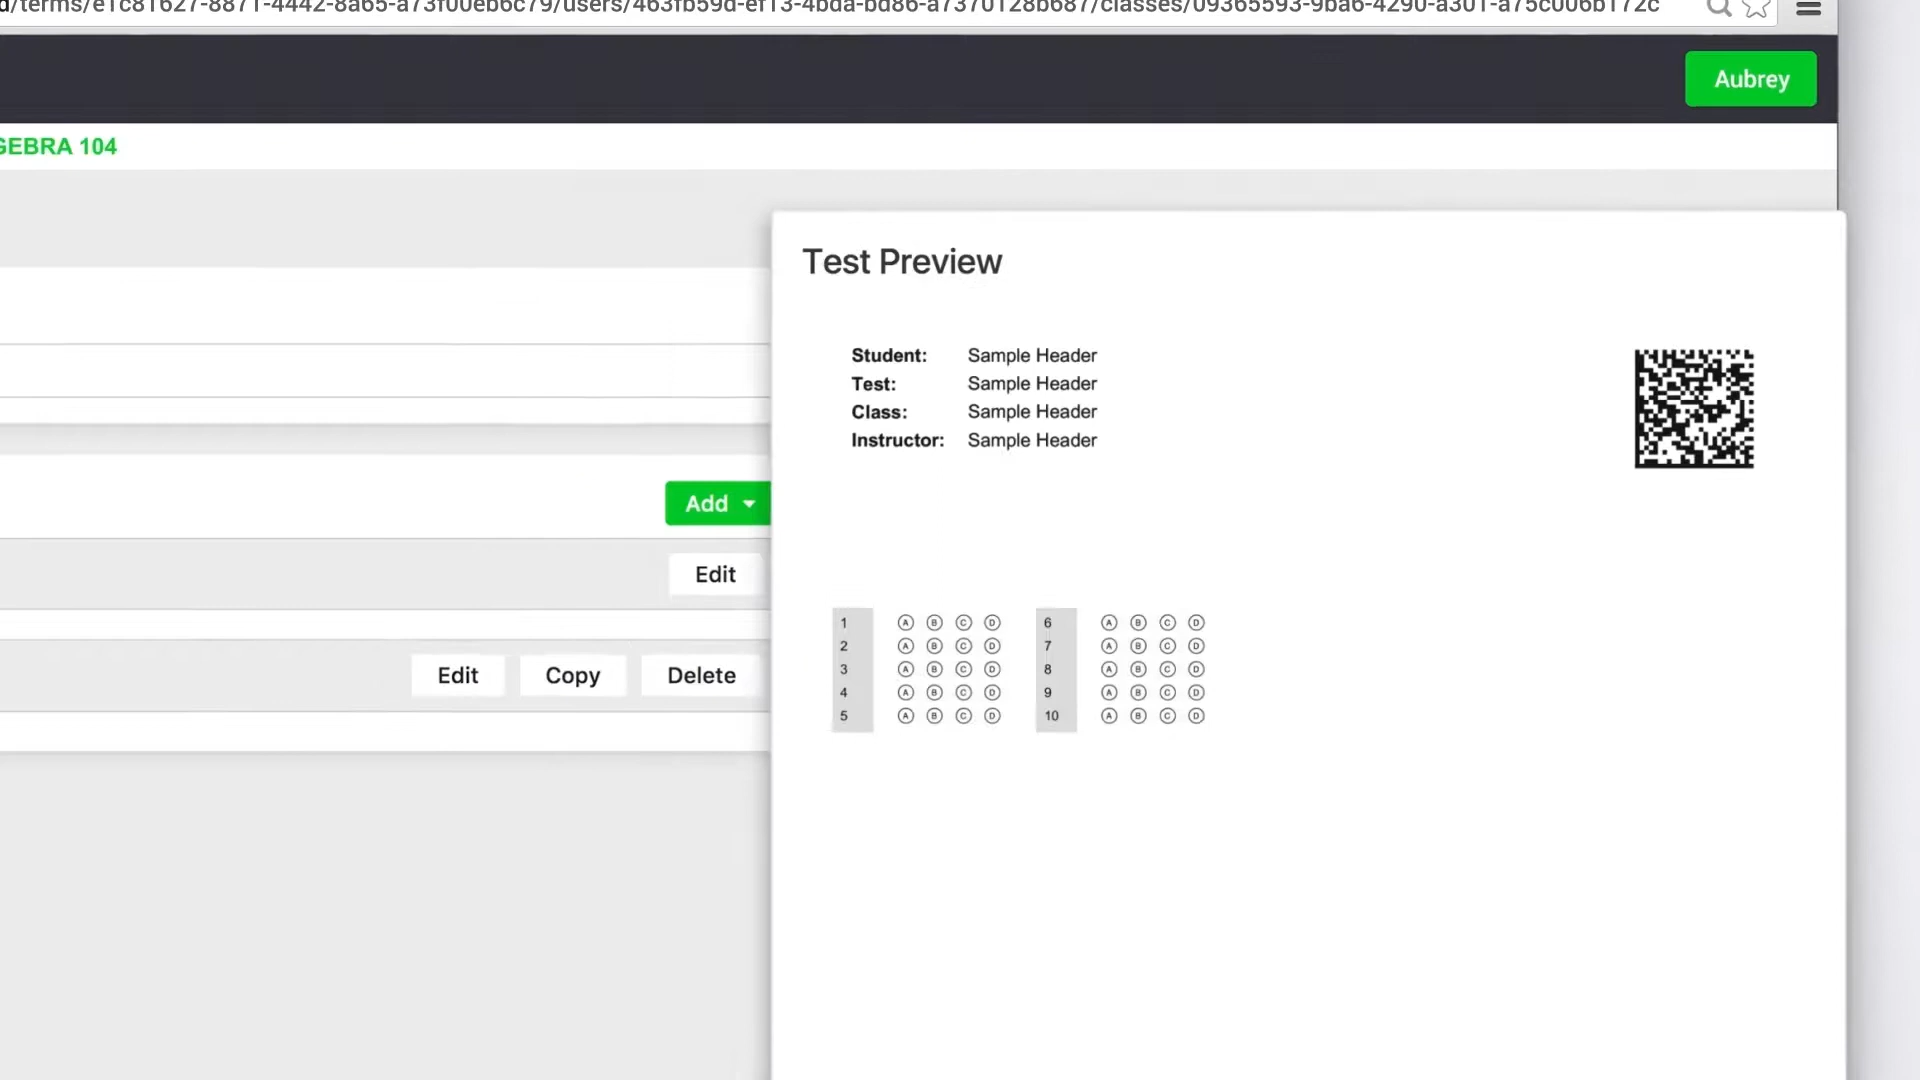 d/terms/e1c81627-8871-4442-8a65-a73f00eb6c79/users/463fb59d-ef13-4bda-bd86-a7370128b687/classes/09365593-9ba6-4290-a301-a75c006b172c
Aubrey
GEBRA 104
Test Preview
Student: Sample Header
Test: Sample Header
Class: Sample Header
Instructor: Sample Header
Add
Edit
Edit Copy Delete
1 A B C D 6 A B C D
2 A B C D 7 A B C D
3 A B C D 8 A B C D
4 A B C D 9 A B C D
5 A B C D 10 A B C D